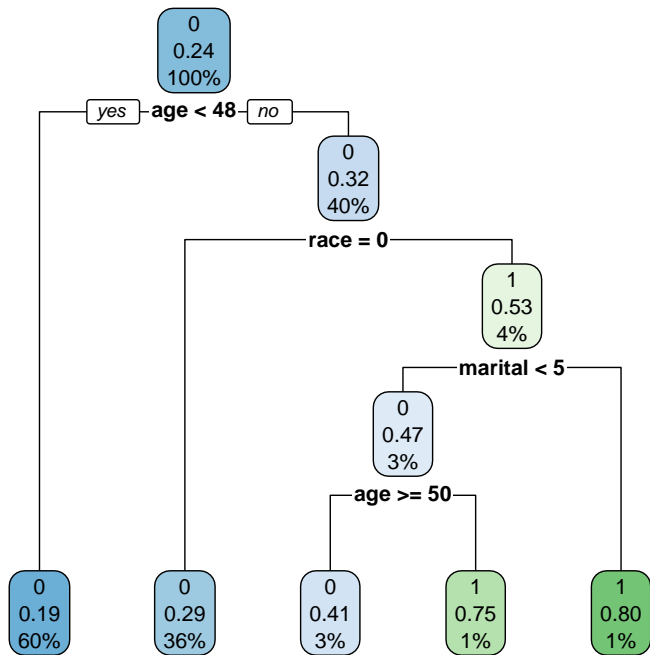 0
0.24
100%
yes age < 48 no
0
0.32
40%
race = 0
1
0.53
4%
marital < 5
0
0.47
3%
age >= 50
0 0 0 1 1
0.19 0.29 0.41 0.75 0.80
60% 36% 3% 1% 1%